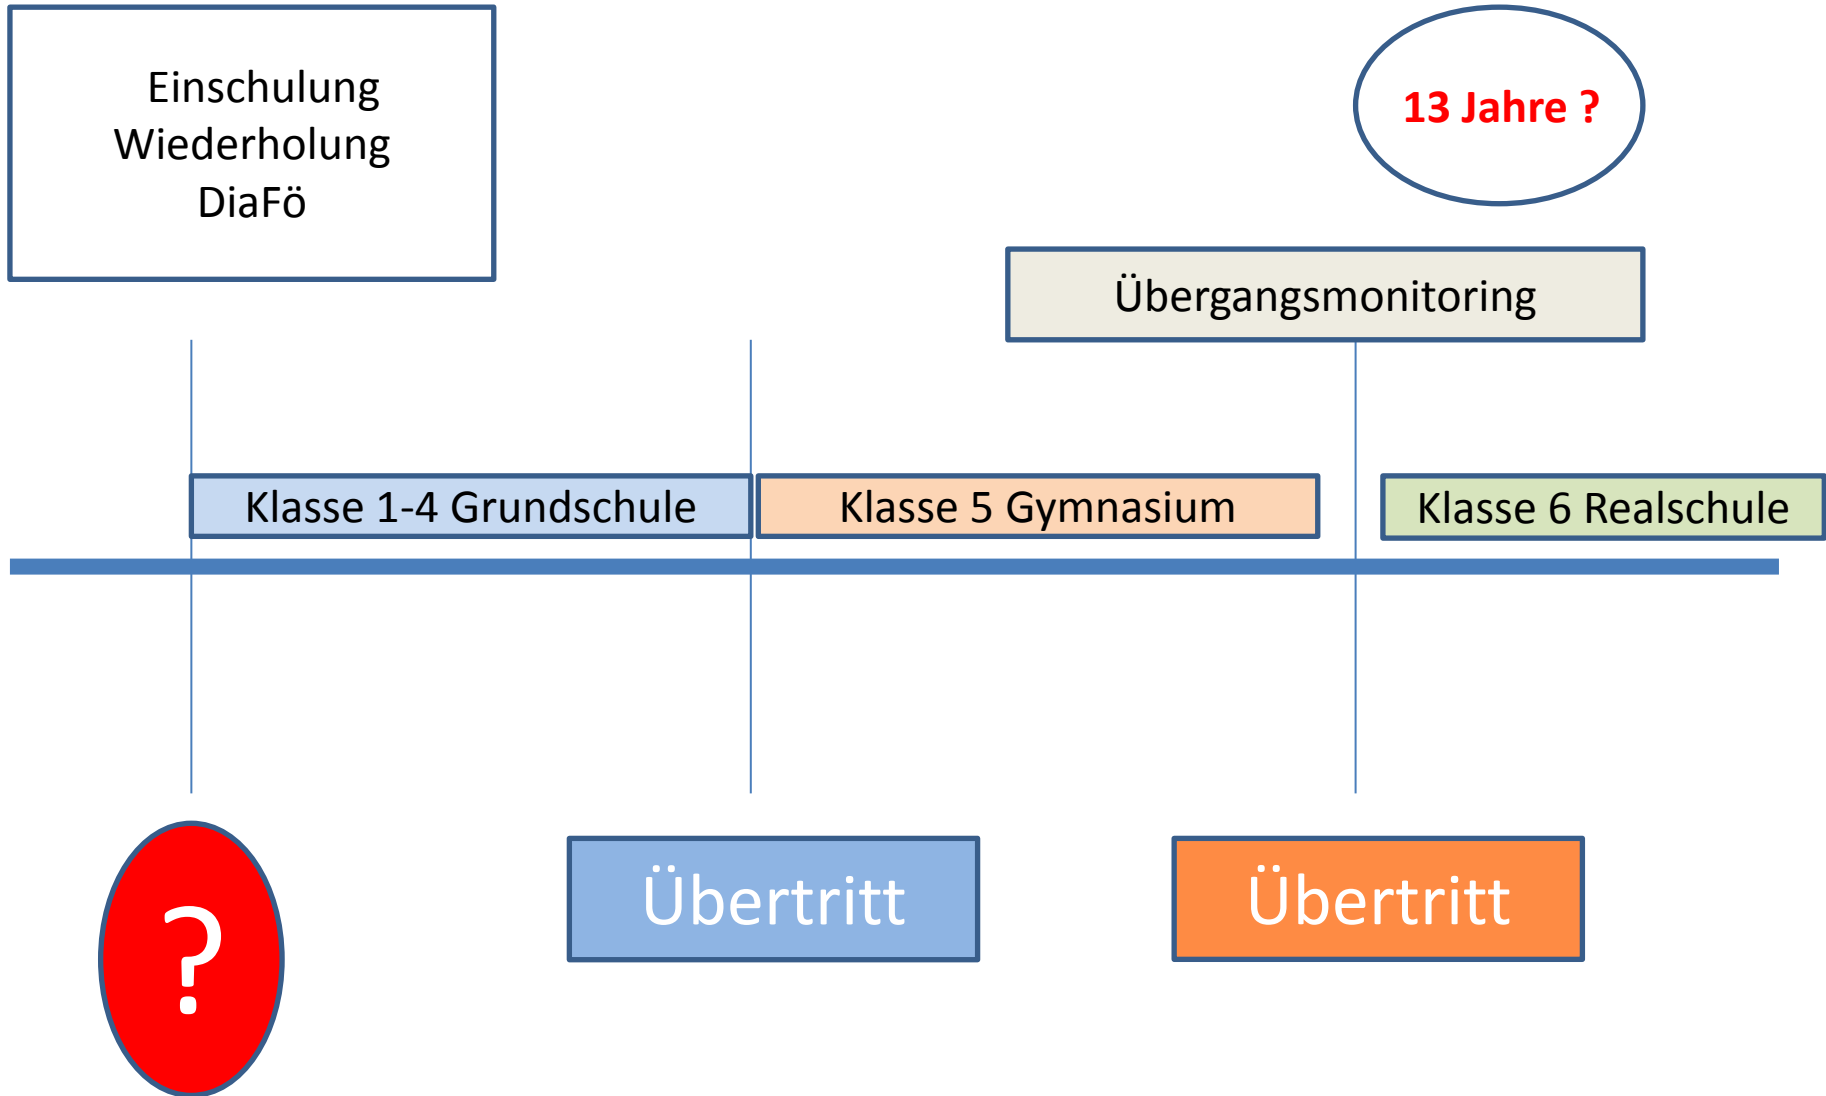 Einschulung
Wiederholung
DiaFö
13 Jahre ?
Übergangsmonitoring
Klasse 1-4 Grundschule
Klasse 5 Gymnasium
Klasse 6 Realschule
?
Übertritt
Übertritt